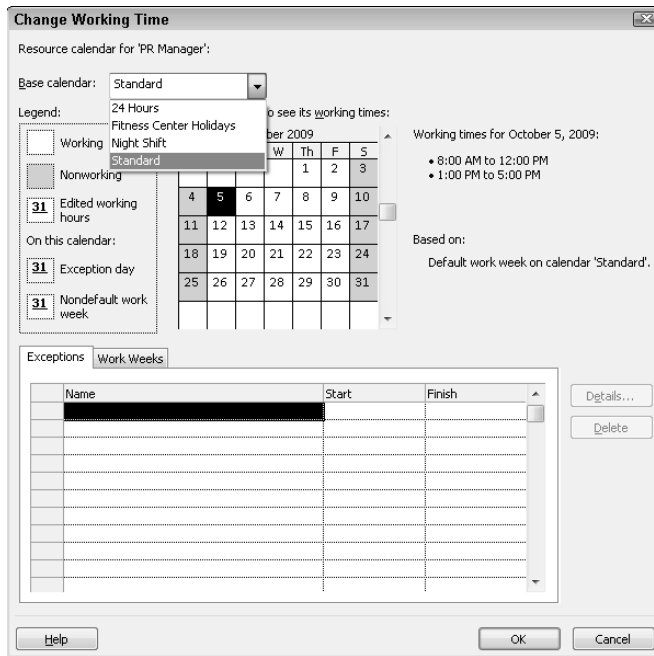 Change Working Time
Resource calendar for 'PR Manager':
Base calendar: Standard
24 Hours
Fitness Center Holidays
Night Shift
Standard
Legend:
o see its working times:
Working
Nonworking
31 Edited working hours
On this calendar:
31 Exception day
31 Nondefault work week
ber 2009
W Th F S
1 2 3
4 5 6 7 8 9 10
11 12 13 14 15 16 17
18 19 20 21 22 23 24
25 26 27 28 29 30 31
Working times for October 5, 2009:
• 8:00 AM to 12:00 PM
• 1:00 PM to 5:00 PM
Based on:
Default work week on calendar 'Standard'.
Exceptions Work Weeks
Name Start Finish
Details...
Delete
Help OK Cancel